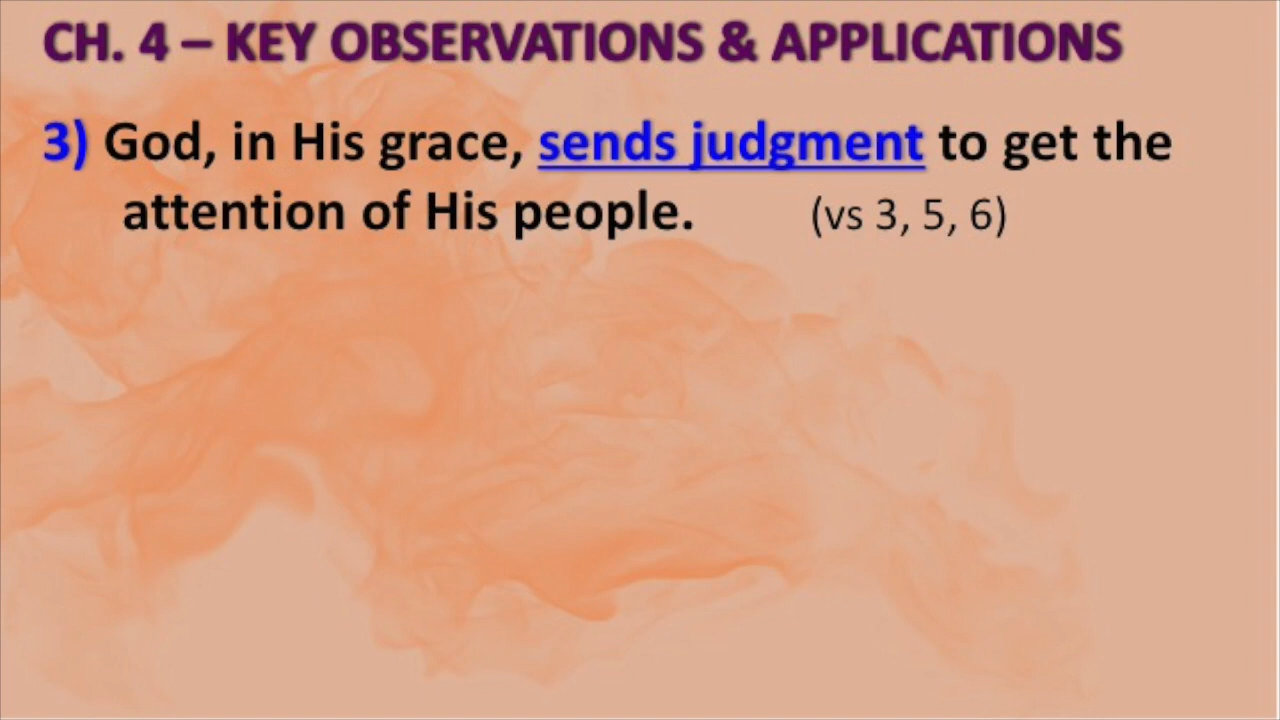 CH. 4 – KEY OBSERVATIONS & APPLICATIONS
3) God, in His grace, sends judgment to get the
attention of His people. (vs 3, 5, 6)